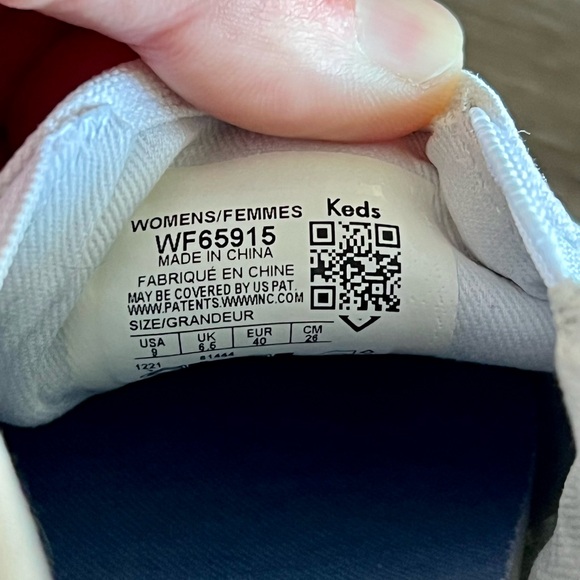 Keds
WOMENS/FEMMES
WF65915
MADE IN CHINA
FABRIQUÉ EN CHINE
MAY BE COVERED BY US PAT.
WWW.PATENTS.WWWINC.COM
SIZE/GRANDEUR
USA UK EUR CM
9 6.5 40 26
1221